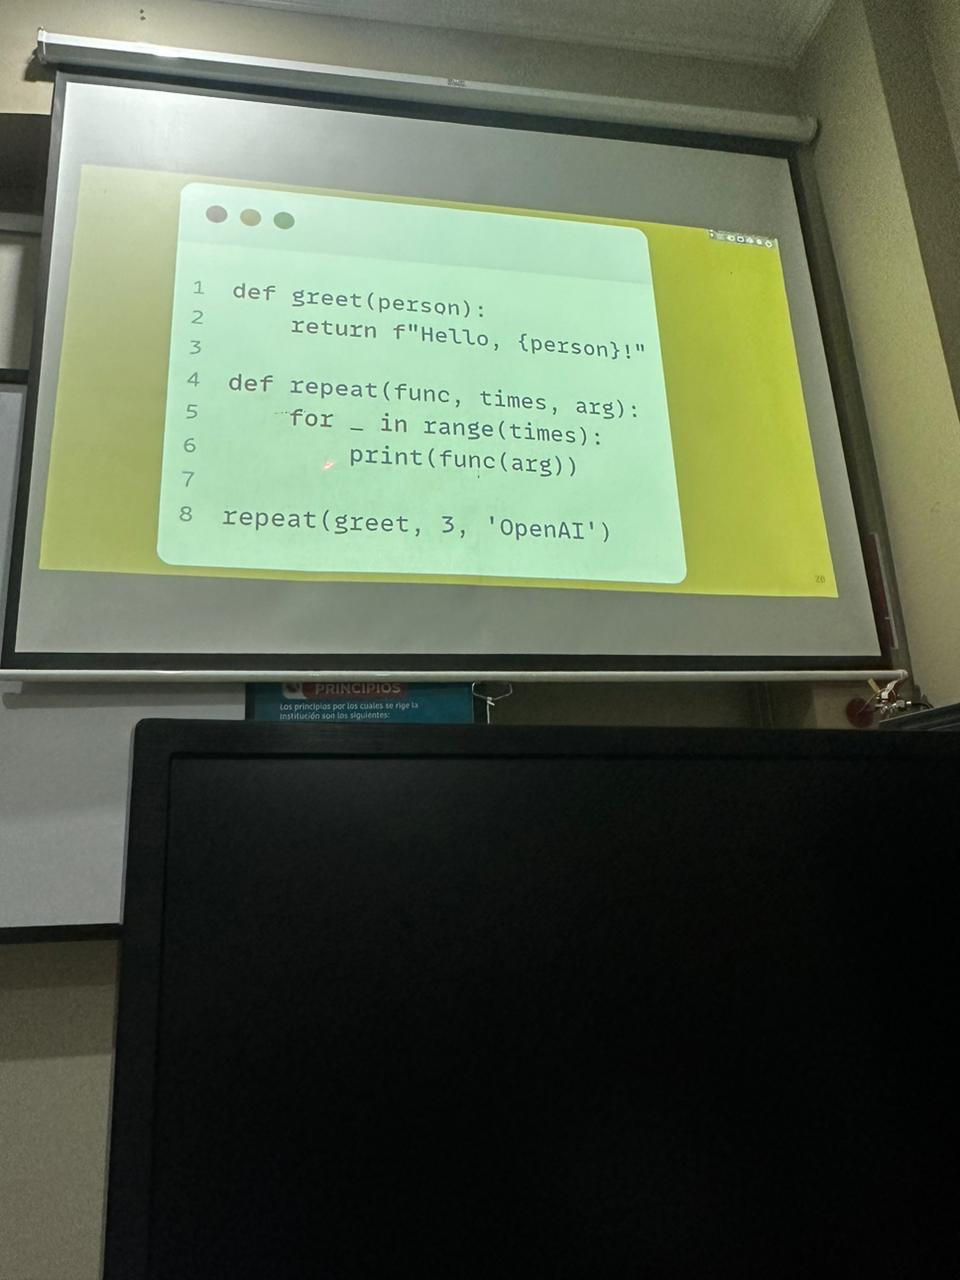 1 def greet(person):
2     return f"Hello, {person}!"
3
4 def repeat(func, times, arg):
5     for _ in range(times):
6         print(func(arg))
7
8 repeat(greet, 3, 'OpenAI')
20
PRINCIPIOS
Los principios por los cuales se rige la
Institución son los siguientes: